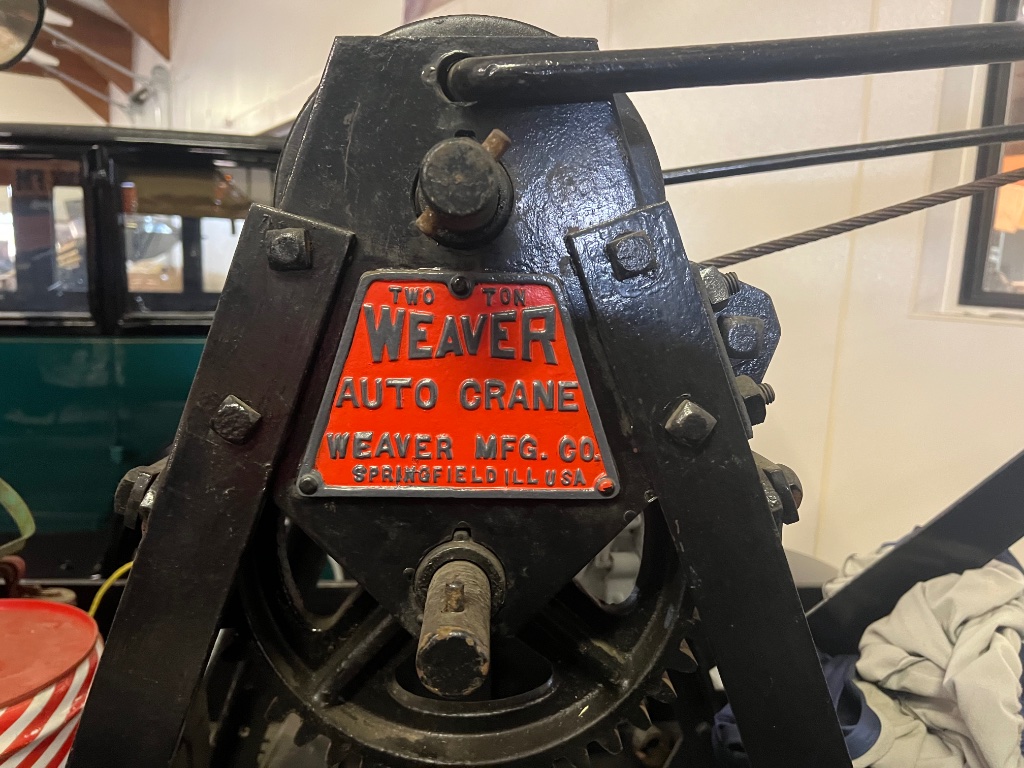 TWO TON
WEAVER
AUTO CRANE
WEAVER MFG. CO.
SPRINGFIELD ILL USA